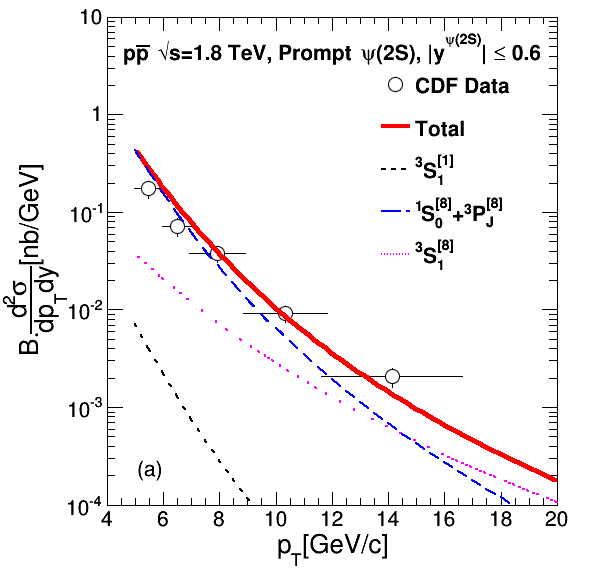 pp̅ √s=1.8 TeV, Prompt ψ(2S), |y^ψ(2S)| ≤ 0.6
CDF Data
Total
³S₁^[1]
¹S₀^[8]+³P_J^[8]
³S₁^[8]
B.d²σ/dp_Tdy[nb/GeV]
10
1
10⁻¹
10⁻²
10⁻³
10⁻⁴
(a)
4 6 8 10 12 14 16 18 20
p_T[GeV/c]